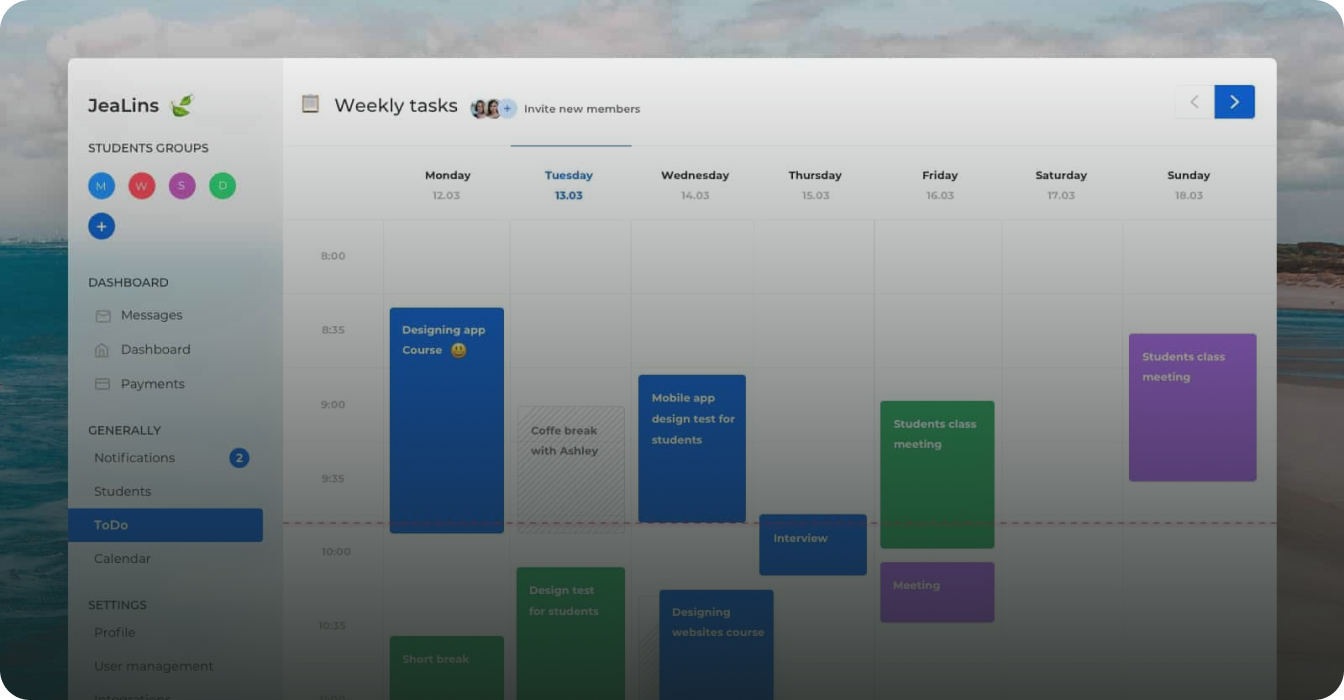 JeaLins
STUDENTS GROUPS
M W S D
+
DASHBOARD
Messages
Dashboard
Payments
GENERALLY
Notifications 2
Students
ToDo
Calendar
SETTINGS
Profile
User management
Integrations
Weekly tasks + Invite new members
Monday Tuesday Wednesday Thursday Friday Saturday Sunday
12.03 13.03 14.03 15.03 16.03 17.03 18.03
8:00
8:35
9:00
9:35
10:00
10:35
Designing app
Course 😃
Short break
Coffe break
with Ashley
Design test
for students
Mobile app
design test for
students
Designing
websites course
Interview
Students class
meeting
Meeting
Students class
meeting